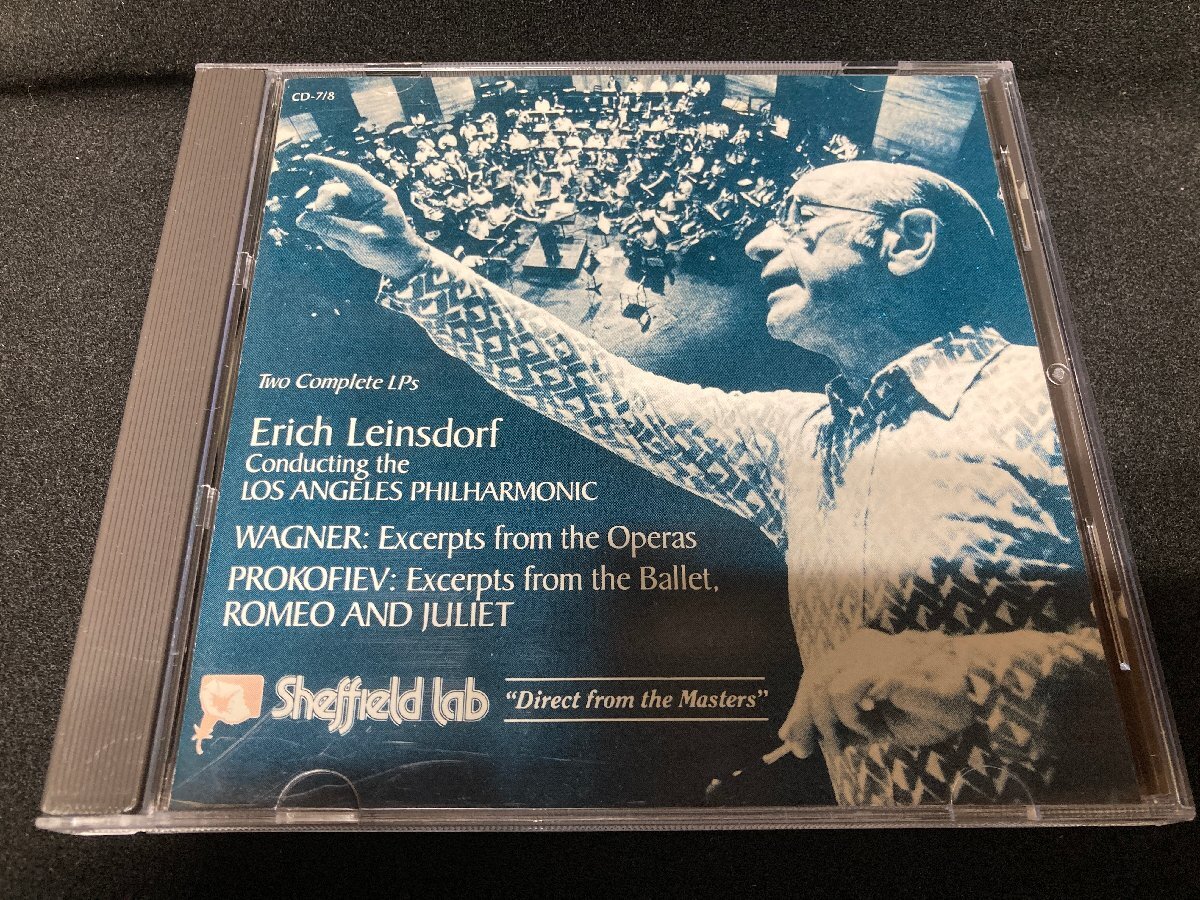 CD-7/8
Two Complete LPs
Erich Leinsdorf
Conducting the
LOS ANGELES PHILHARMONIC
WAGNER: Excerpts from the Operas
PROKOFIEV: Excerpts from the Ballet,
ROMEO AND JULIET
Sheffield lab
"Direct from the Masters"